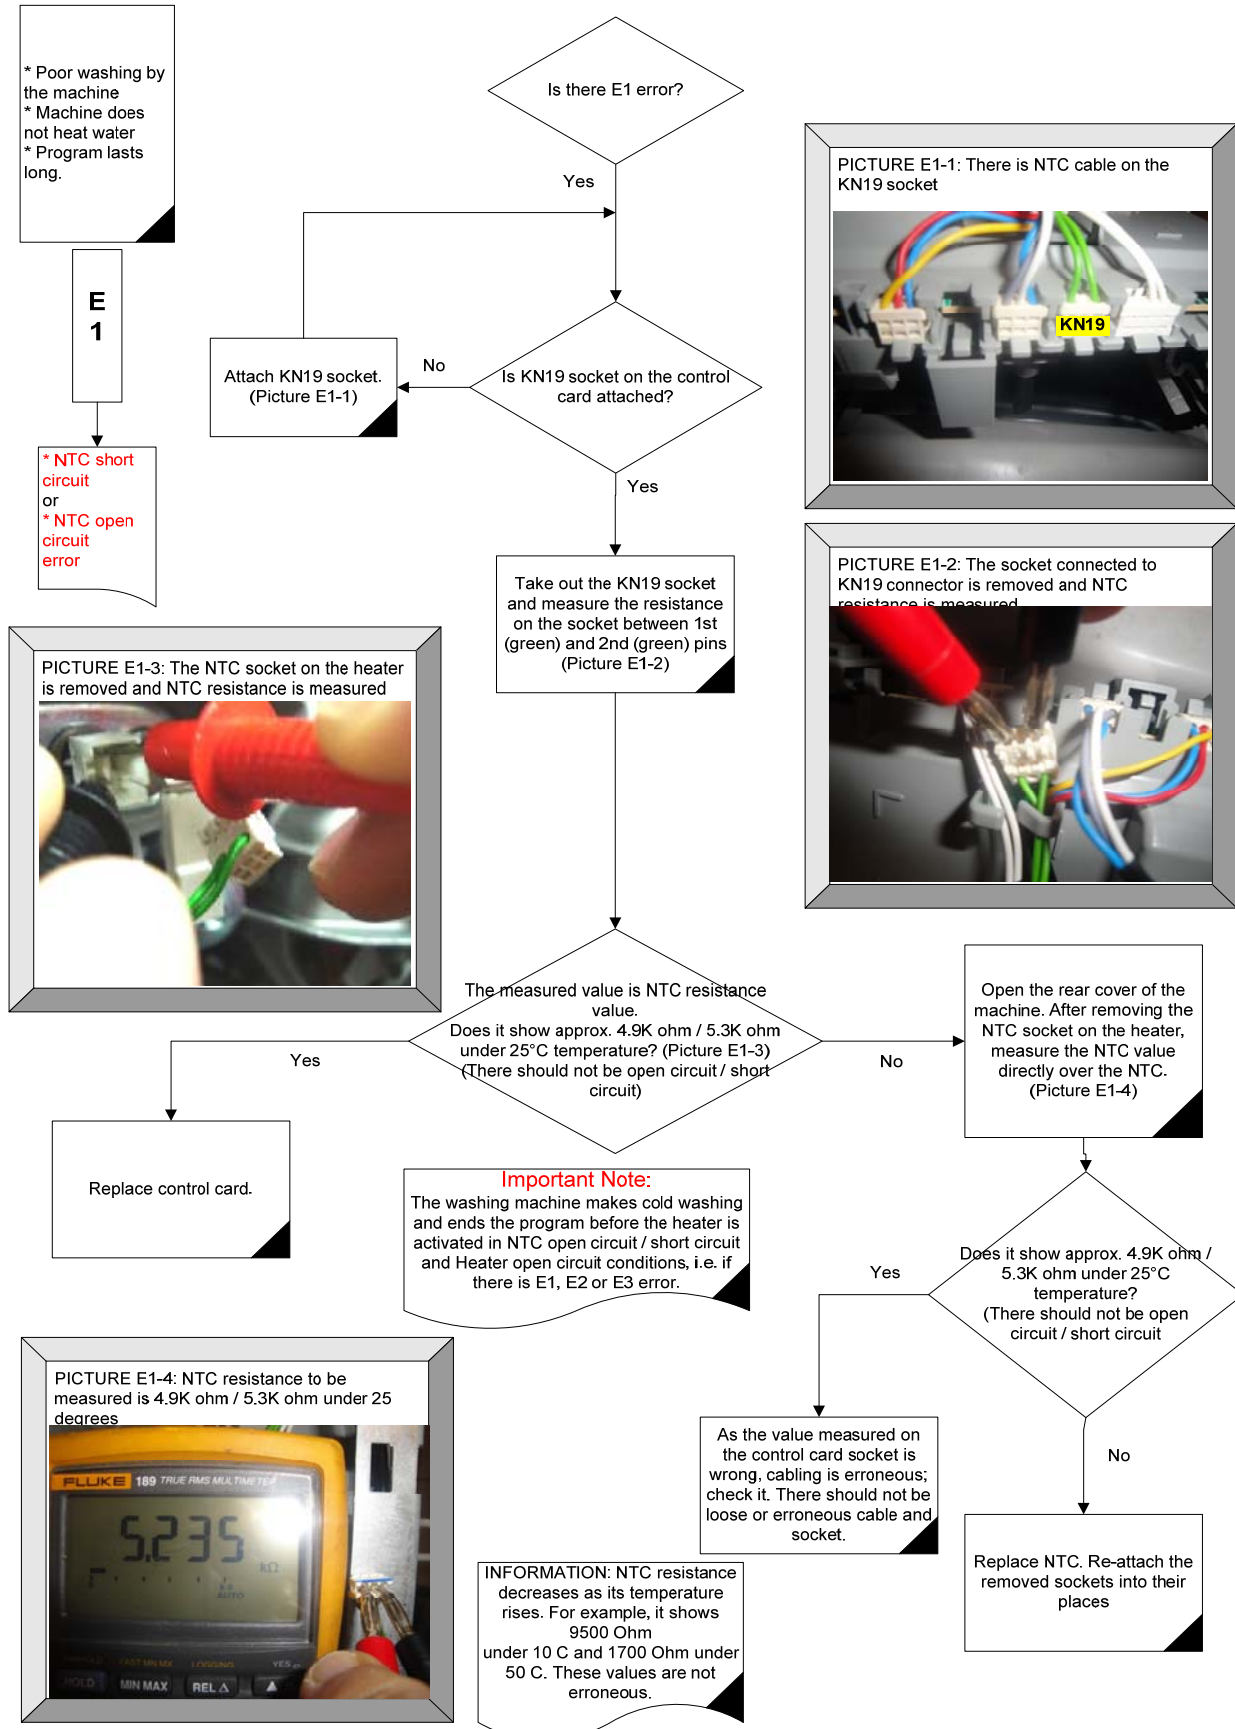 * Poor washing by
the machine
* Machine does
not heat water
* Program lasts
long.
E
1
* NTC short
circuit
or
* NTC open
circuit
error
Is there E1 error?
Yes
Is KN19 socket on the control
card attached?
No
Attach KN19 socket.
(Picture E1-1)
Yes
Take out the KN19 socket
and measure the resistance
on the socket between 1st
(green) and 2nd (green) pins
(Picture E1-2)
PICTURE E1-1: There is NTC cable on the
KN19 socket
KN19
PICTURE E1-2: The socket connected to
KN19 connector is removed and NTC
resistance is measured
PICTURE E1-3: The NTC socket on the heater
is removed and NTC resistance is measured
The measured value is NTC resistance
value.
Does it show approx. 4.9K ohm / 5.3K ohm
under 25°C temperature? (Picture E1-3)
(There should not be open circuit / short
circuit)
Yes
Replace control card.
No
Open the rear cover of the
machine. After removing the
NTC socket on the heater,
measure the NTC value
directly over the NTC.
(Picture E1-4)
Important Note:
The washing machine makes cold washing
and ends the program before the heater is
activated in NTC open circuit / short circuit
and Heater open circuit conditions, i.e. if
there is E1, E2 or E3 error.
Does it show approx. 4.9K ohm /
5.3K ohm under 25°C
temperature?
(There should not be open
circuit / short circuit
Yes
As the value measured on
the control card socket is
wrong, cabling is erroneous;
check it. There should not be
loose or erroneous cable and
socket.
No
Replace NTC. Re-attach the
removed sockets into their
places
PICTURE E1-4: NTC resistance to be
measured is 4.9K ohm / 5.3K ohm under 25
degrees
FLUKE 189 TRUE RMS MULTIMETER
5.235
kΩ
AUTO
FAST MN MX LOGGING YES
HOLD MIN MAX REL Δ
INFORMATION: NTC resistance
decreases as its temperature
rises. For example, it shows
9500 Ohm
under 10 C and 1700 Ohm under
50 C. These values are not
erroneous.